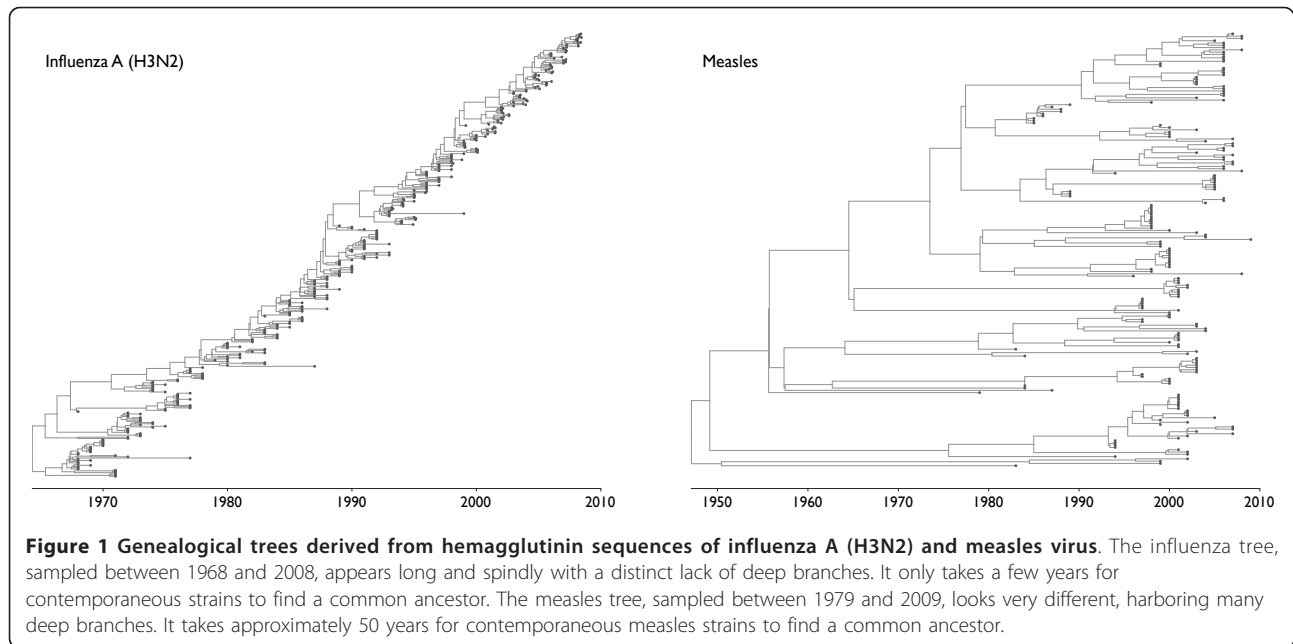 Influenza A (H3N2)
Measles
1970 1980 1990 2000 2010
1950 1960 1970 1980 1990 2000 2010
Figure 1 Genealogical trees derived from hemagglutinin sequences of influenza A (H3N2) and measles virus. The influenza tree,
sampled between 1968 and 2008, appears long and spindly with a distinct lack of deep branches. It only takes a few years for
contemporaneous strains to find a common ancestor. The measles tree, sampled between 1979 and 2009, looks very different, harboring many
deep branches. It takes approximately 50 years for contemporaneous measles strains to find a common ancestor.